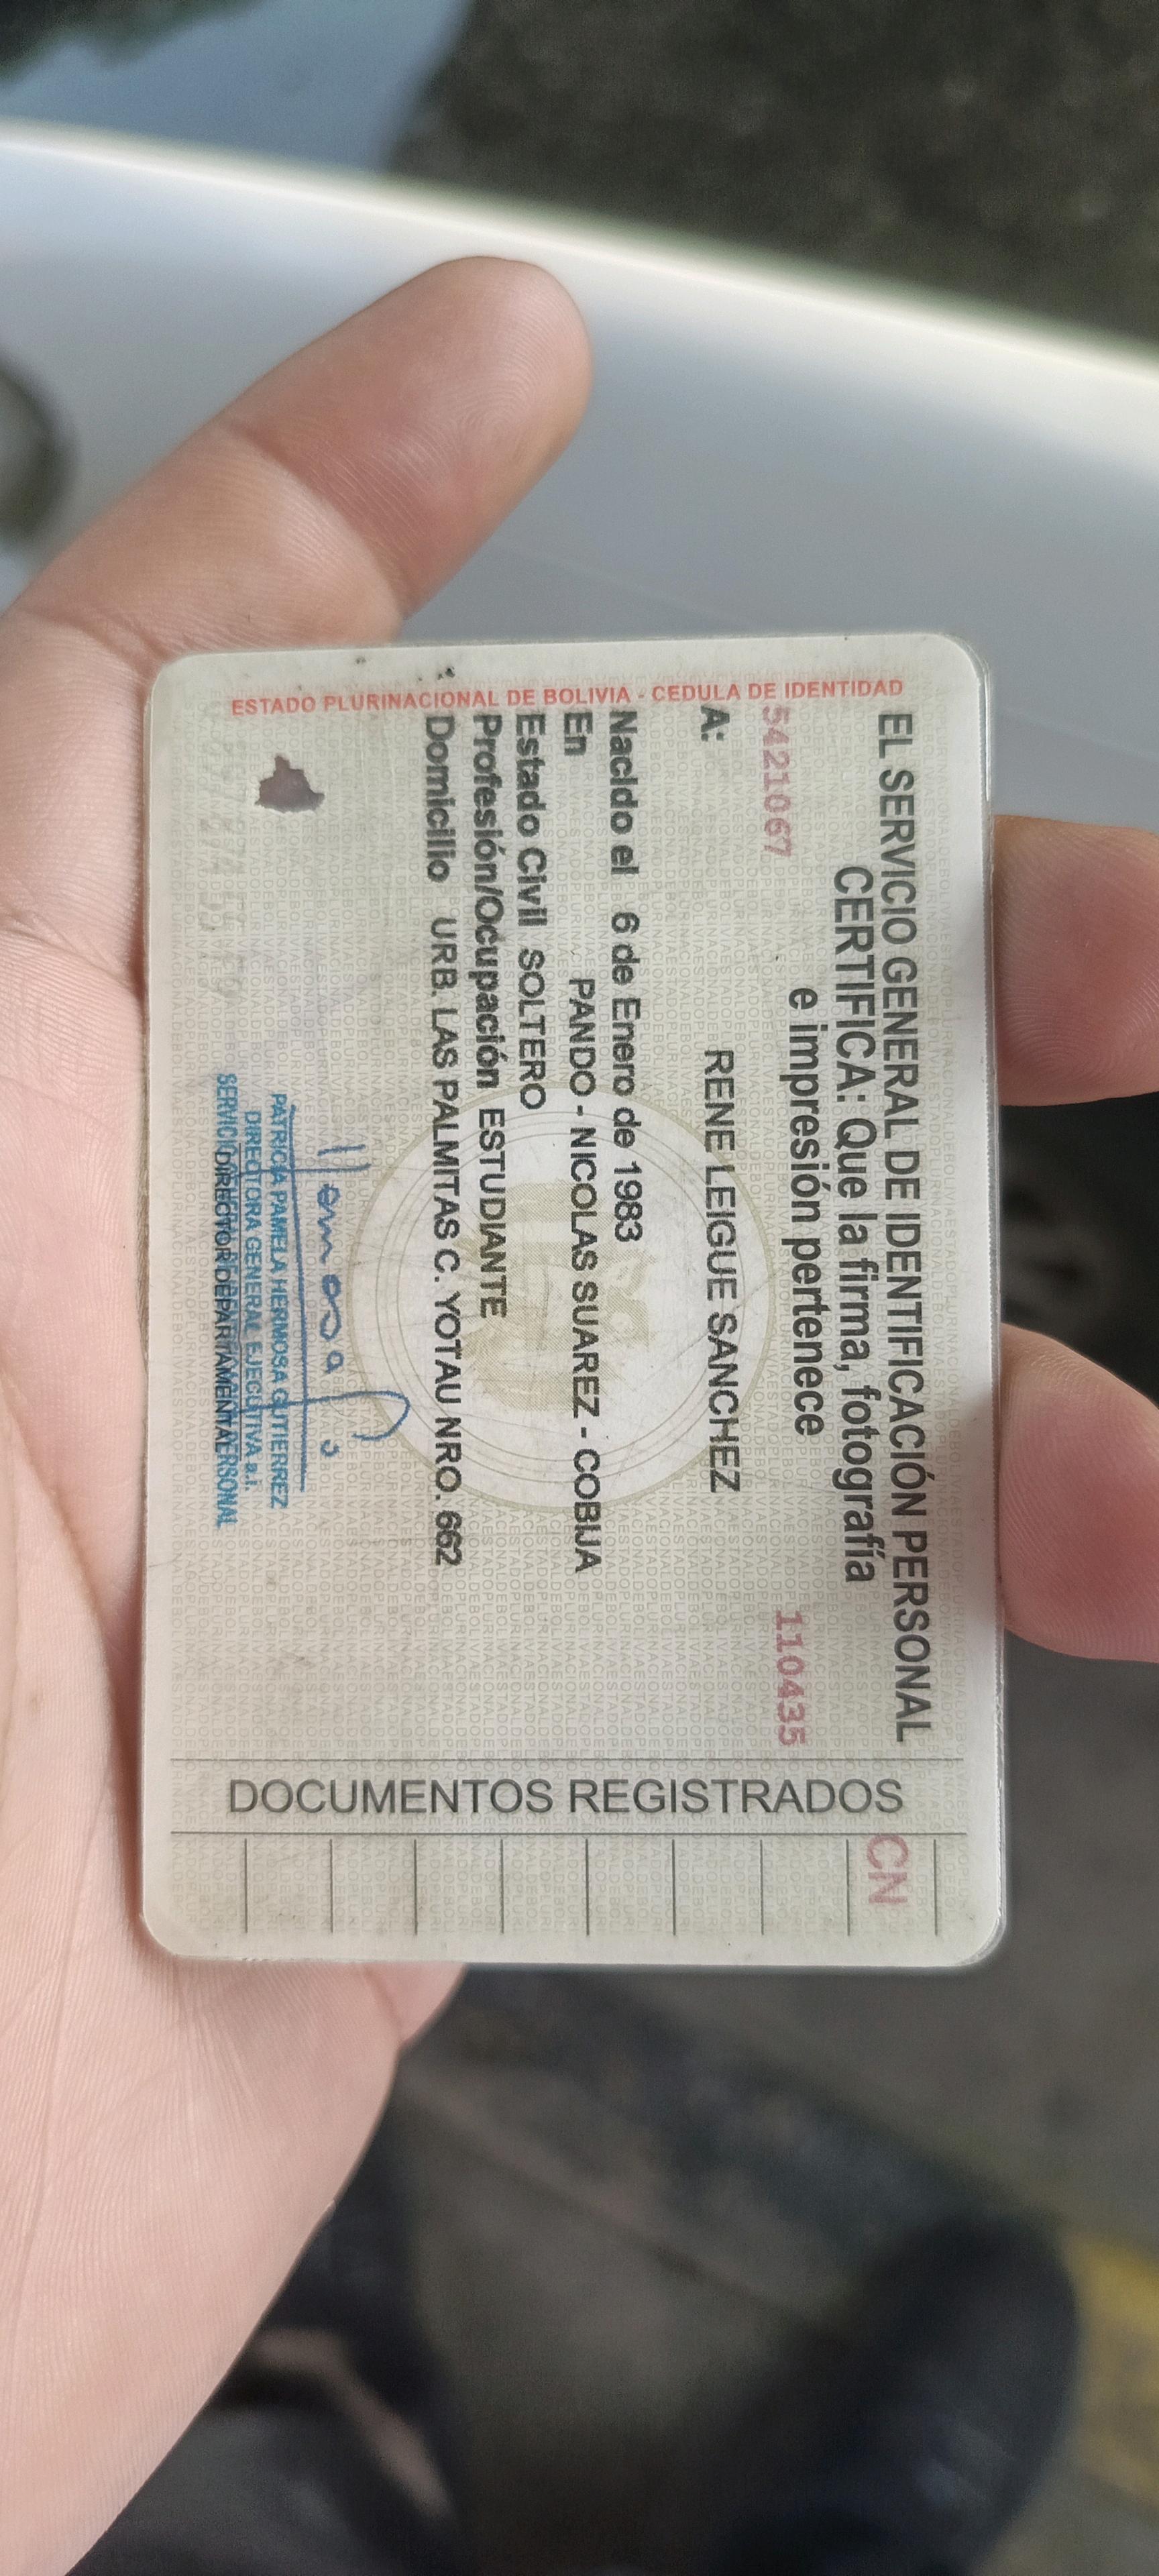 ESTADO PLURINACIONAL DE BOLIVIA - CEDULA DE IDENTIDAD
EL SERVICIO GENERAL DE IDENTIFICACIÓN PERSONAL
CERTIFICA: Que la firma, fotografía
e impresión pertenece
5421067
110435
A: RENE LEIGUE SANCHEZ
Nacido el 6 de Enero de 1983
En PANDO - NICOLAS SUAREZ - COBIJA
Estado Civil SOLTERO
Profesión/Ocupación ESTUDIANTE
Domicilio URB. LAS PALMITAS C. YOTAU NRO. 662
PATRICIA PAMELA HERMOSA GUTIERREZ
DIRECTORA GENERAL EJECUTIVA a.i.
DIRECTOR DEPARTAMENTAL
DOCUMENTOS REGISTRADOS
CN